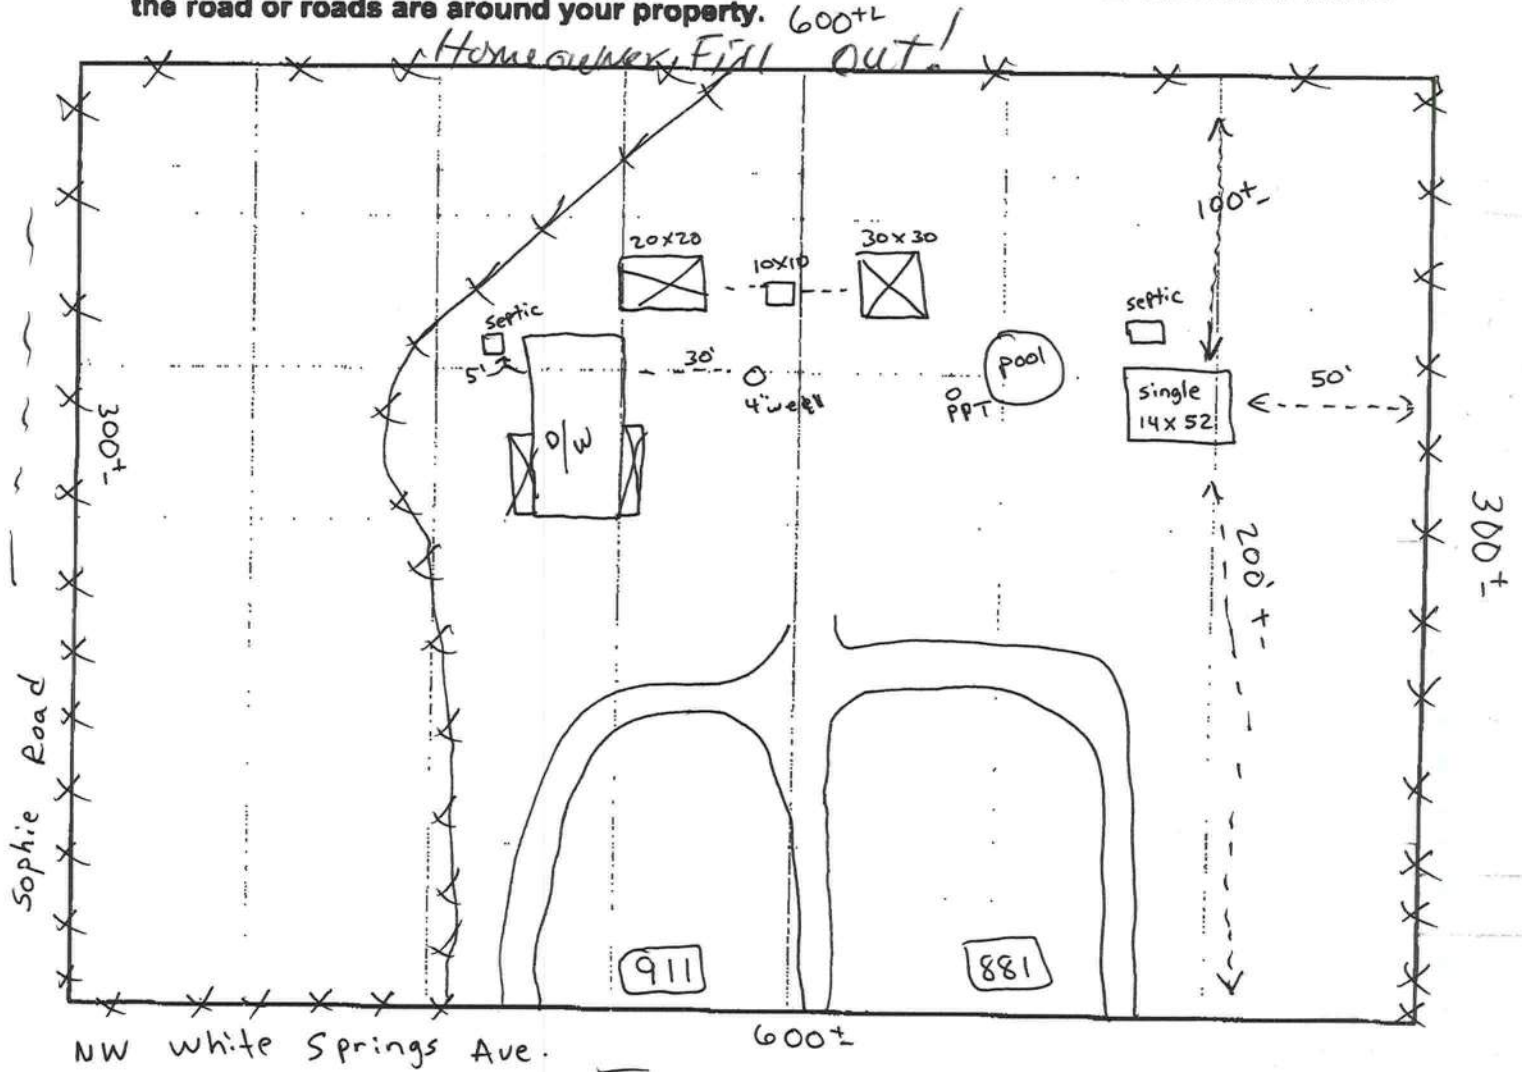 the road or roads are around your property.
600+-
Homeowner, Fill out!
100+-
20x20
30x30
10x10
septic
septic
5'
30'
4" well
PPT
pool
single
14x52
50'
D/W
300+-
300+-
200' +-
Sophie Road
911
881
NW White Springs Ave.
600+-